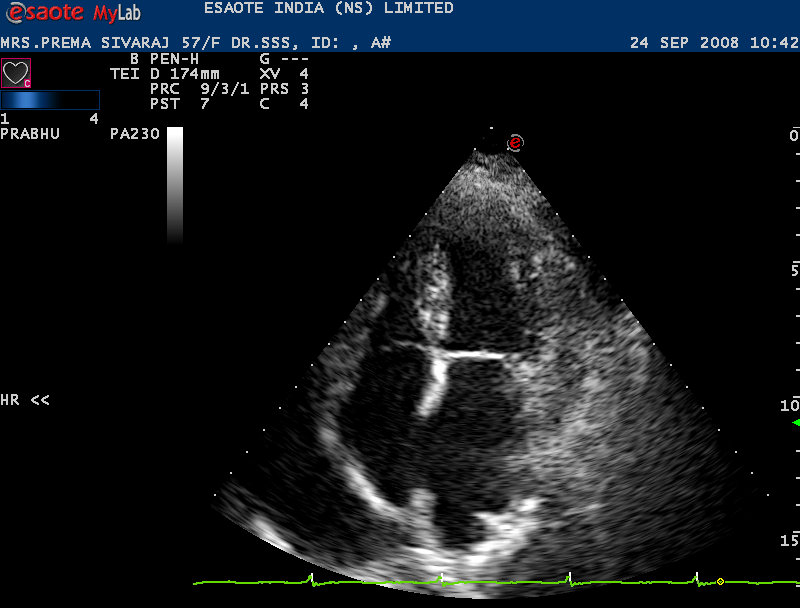 esaote MyLab
ESAOTE INDIA (NS) LIMITED
MRS.PREMA SIVARAJ 57/F DR.SSS, ID: , A#
24 SEP 2008 10:42
B PEN-H G ---
TEI D 174mm XV 4
PRC 9/3/1 PRS 3
PST 7 C 4
C
1 4
PRABHU PA230
e
0
5
HR <<
10
15